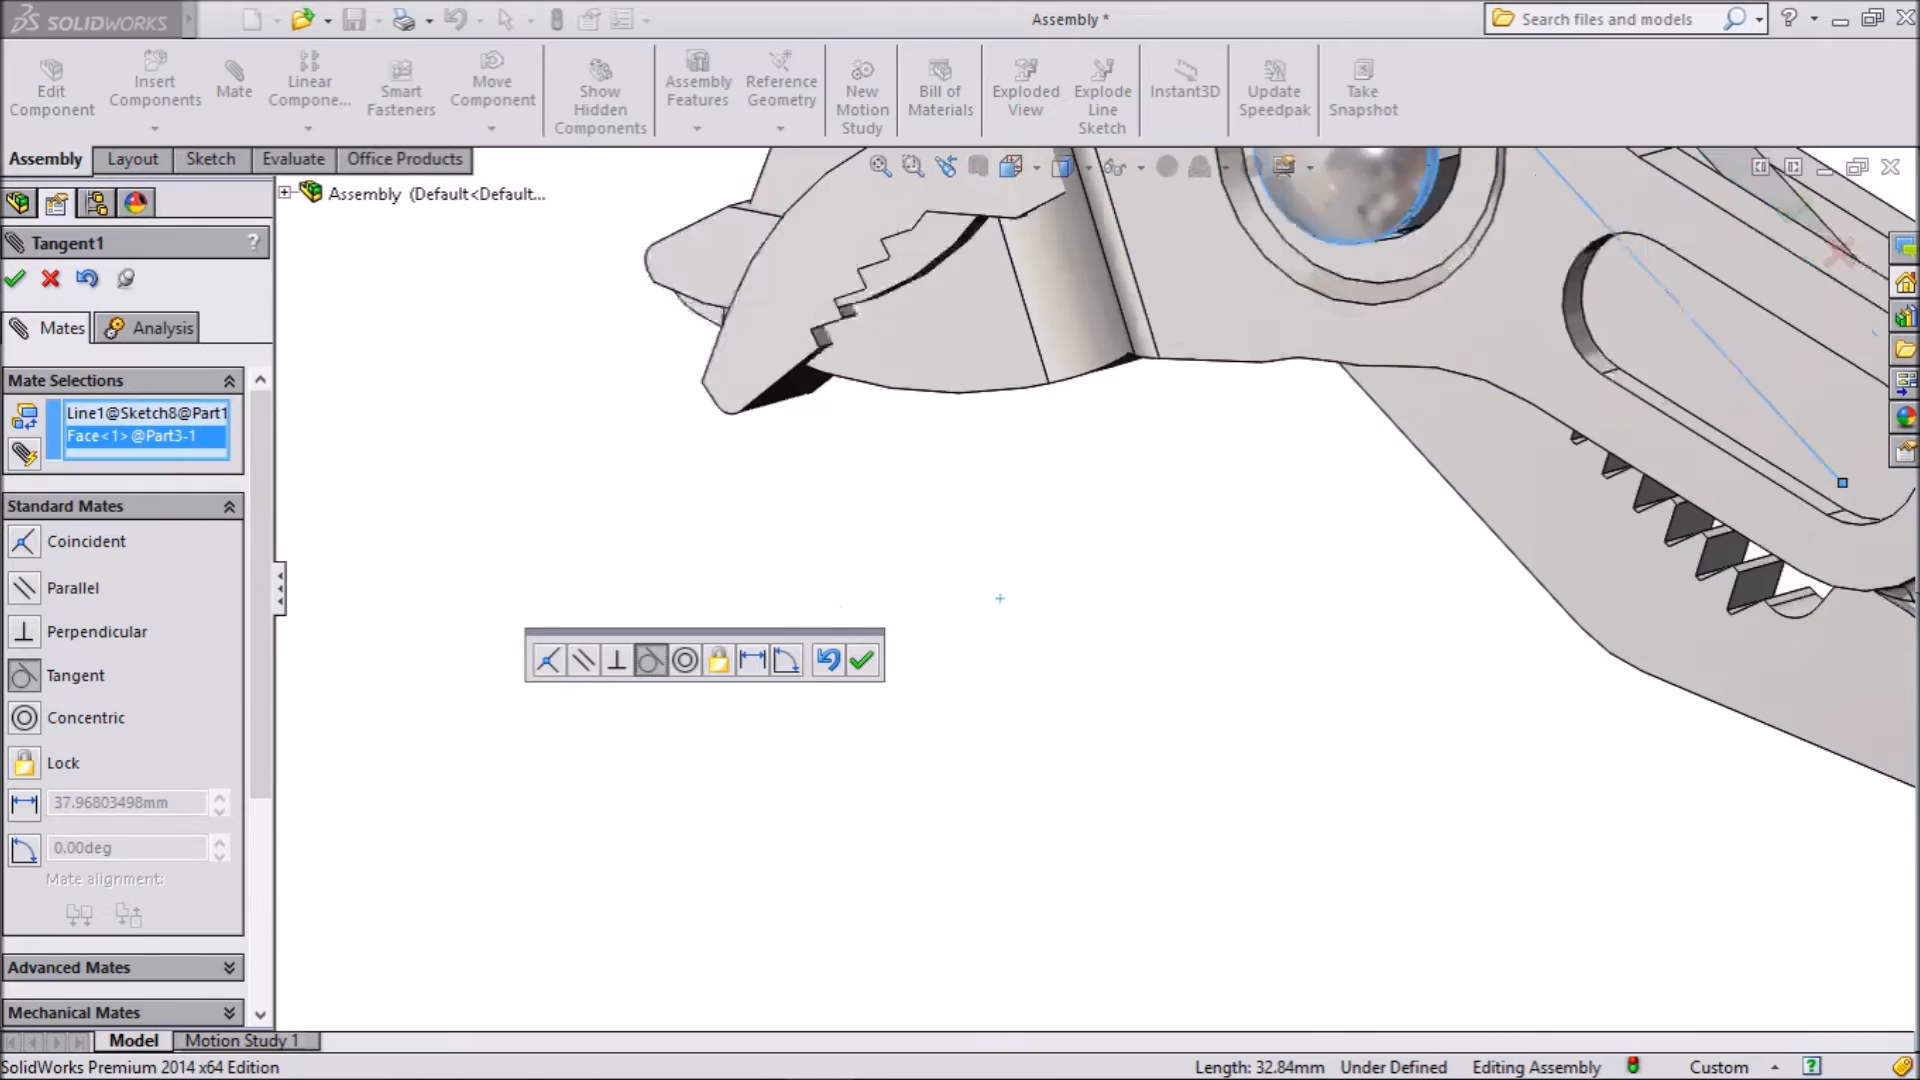 SOLIDWORKS
Assembly *
Search files and models
Edit Component
Insert Components
Mate
Linear Compone...
Smart Fasteners
Move Component
Show Hidden Components
Assembly Features
Reference Geometry
New Motion Study
Bill of Materials
Exploded View
Explode Line Sketch
Instant3D
Update Speedpak
Take Snapshot
Assembly Layout Sketch Evaluate Office Products
Assembly (Default<Default...
Tangent1 ?
Mates Analysis
Mate Selections
Line1@Sketch8@Part1
Face<1>@Part3-1
Standard Mates
Coincident
Parallel
Perpendicular
Tangent
Concentric
Lock
37.96803498mm
0.00deg
Mate alignment:
Advanced Mates
Mechanical Mates
Model Motion Study 1
SolidWorks Premium 2014 x64 Edition
Length: 32.84mm Under Defined Editing Assembly Custom